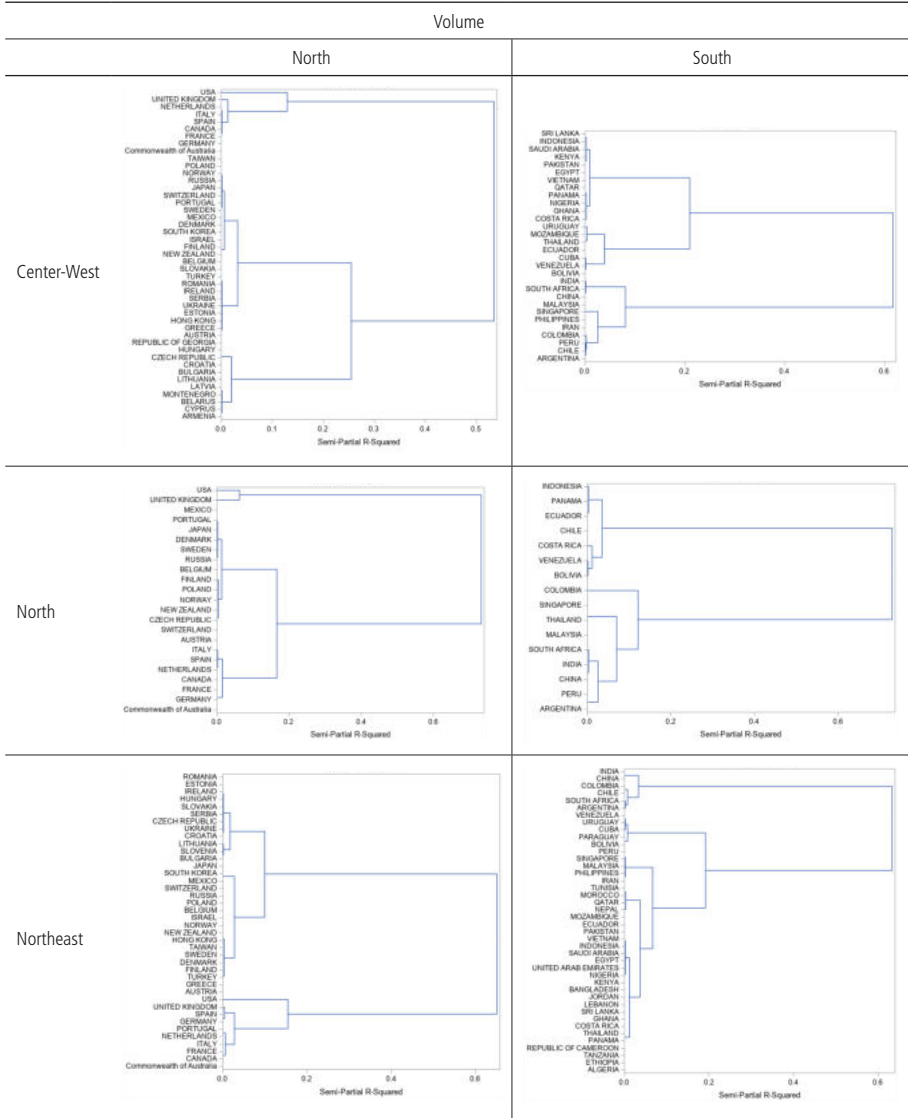 Volume
North
South
Center-West
USA
UNITED KINGDOM
NETHERLANDS
ITALY
SPAIN
CANADA
FRANCE
GERMANY
Commonwealth of Australia
TAIWAN
POLAND
NORWAY
RUSSIA
JAPAN
SWITZERLAND
PORTUGAL
SWEDEN
MEXICO
DENMARK
SOUTH KOREA
ISRAEL
FINLAND
NEW ZEALAND
BELGIUM
SLOVAKIA
TURKEY
ROMANIA
IRELAND
SERBIA
UKRAINE
ESTONIA
HONG KONG
GREECE
AUSTRIA
REPUBLIC OF GEORGIA
HUNGARY
CZECH REPUBLIC
CROATIA
BULGARIA
LITHUANIA
LATVIA
MONTENEGRO
BELARUS
CYPRUS
ARMENIA
0.0 0.1 0.2 0.3 0.4 0.5
Semi-Partial R-Squared
SRI LANKA
INDONESIA
SAUDI ARABIA
KENYA
PAKISTAN
EGYPT
VIETNAM
QATAR
PANAMA
NIGERIA
GHANA
COSTA RICA
URUGUAY
MOZAMBIQUE
THAILAND
ECUADOR
CUBA
VENEZUELA
BOLIVIA
INDIA
SOUTH AFRICA
CHINA
MALAYSIA
SINGAPORE
PHILIPPINES
IRAN
COLOMBIA
PERU
CHILE
ARGENTINA
0.0 0.2 0.4 0.6
Semi-Partial R-Squared
North
USA
UNITED KINGDOM
MEXICO
PORTUGAL
JAPAN
DENMARK
SWEDEN
RUSSIA
BELGIUM
FINLAND
POLAND
NORWAY
NEW ZEALAND
CZECH REPUBLIC
SWITZERLAND
AUSTRIA
ITALY
SPAIN
NETHERLANDS
CANADA
FRANCE
GERMANY
Commonwealth of Australia
0.0 0.2 0.4 0.6
Semi-Partial R-Squared
INDONESIA
PANAMA
ECUADOR
CHILE
COSTA RICA
VENEZUELA
BOLIVIA
COLOMBIA
SINGAPORE
THAILAND
MALAYSIA
SOUTH AFRICA
INDIA
CHINA
PERU
ARGENTINA
0.0 0.2 0.4 0.6
Semi-Partial R-Squared
Northeast
ROMANIA
ESTONIA
IRELAND
HUNGARY
SLOVAKIA
SERBIA
CZECH REPUBLIC
UKRAINE
CROATIA
LITHUANIA
SLOVENIA
BULGARIA
JAPAN
SOUTH KOREA
MEXICO
SWITZERLAND
RUSSIA
POLAND
BELGIUM
ISRAEL
NORWAY
NEW ZEALAND
HONG KONG
TAIWAN
SWEDEN
DENMARK
FINLAND
TURKEY
GREECE
AUSTRIA
USA
UNITED KINGDOM
SPAIN
GERMANY
PORTUGAL
NETHERLANDS
ITALY
FRANCE
CANADA
Commonwealth of Australia
0.0 0.2 0.4 0.6
Semi-Partial R-Squared
INDIA
CHINA
COLOMBIA
CHILE
SOUTH AFRICA
ARGENTINA
VENEZUELA
URUGUAY
CUBA
PARAGUAY
BOLIVIA
PERU
SINGAPORE
MALAYSIA
PHILIPPINES
IRAN
TUNISIA
MOROCCO
QATAR
NEPAL
MOZAMBIQUE
ECUADOR
PAKISTAN
VIETNAM
INDONESIA
SAUDI ARABIA
EGYPT
UNITED ARAB EMIRATES
NIGERIA
KENYA
BANGLADESH
JORDAN
LEBANON
SRI LANKA
GHANA
COSTA RICA
THAILAND
PANAMA
REPUBLIC OF CAMEROON
TANZANIA
ETHIOPIA
ALGERIA
0.0 0.2 0.4 0.6
Semi-Partial R-Squared